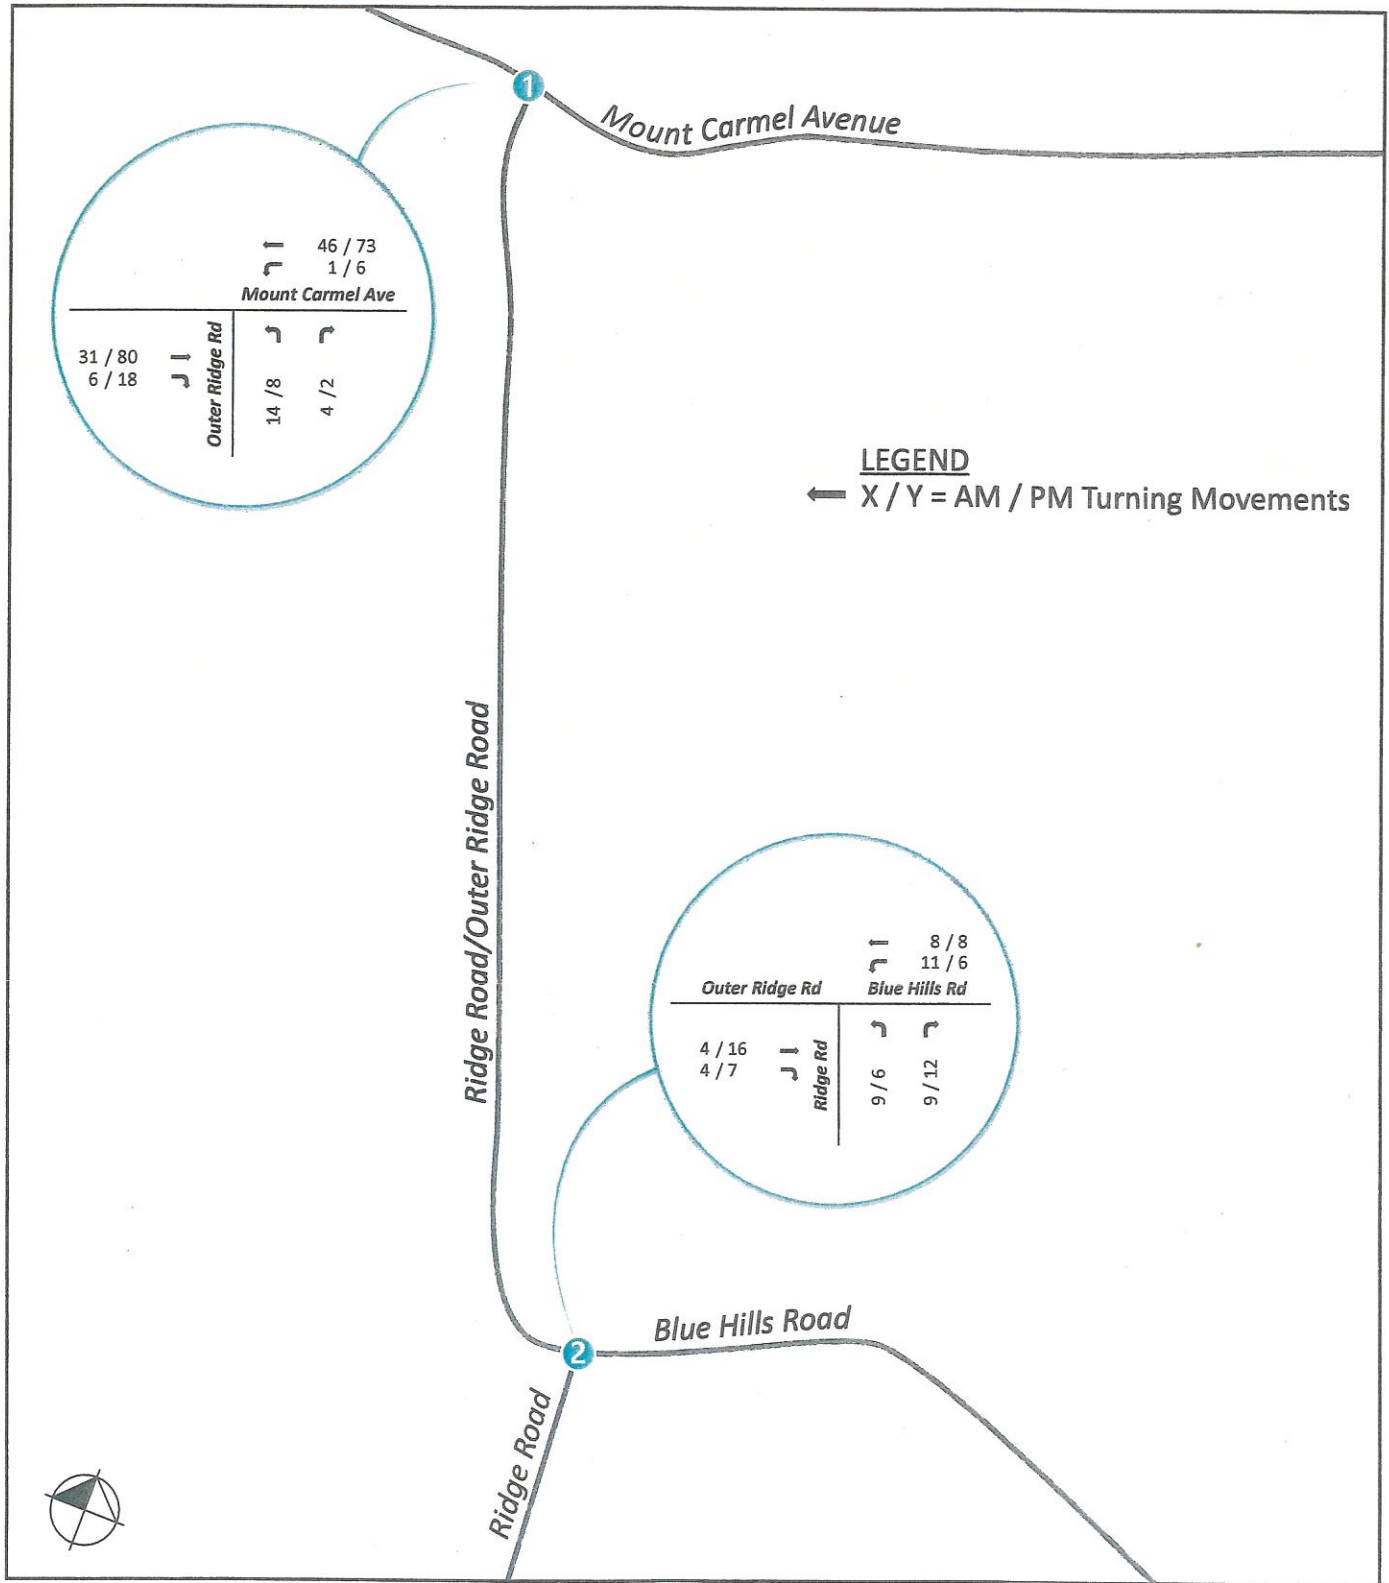 1
Mount Carmel Avenue
46 / 73
1 / 6
Mount Carmel Ave
31 / 80
6 / 18
Outer Ridge Rd
14 /8
4 /2
LEGEND
X / Y = AM / PM Turning Movements
Ridge Road/Outer Ridge Road
8 / 8
11 / 6
Outer Ridge Rd
Blue Hills Rd
4 / 16
4 / 7
Ridge Rd
9 / 6
9 / 12
Blue Hills Road
2
Ridge Road